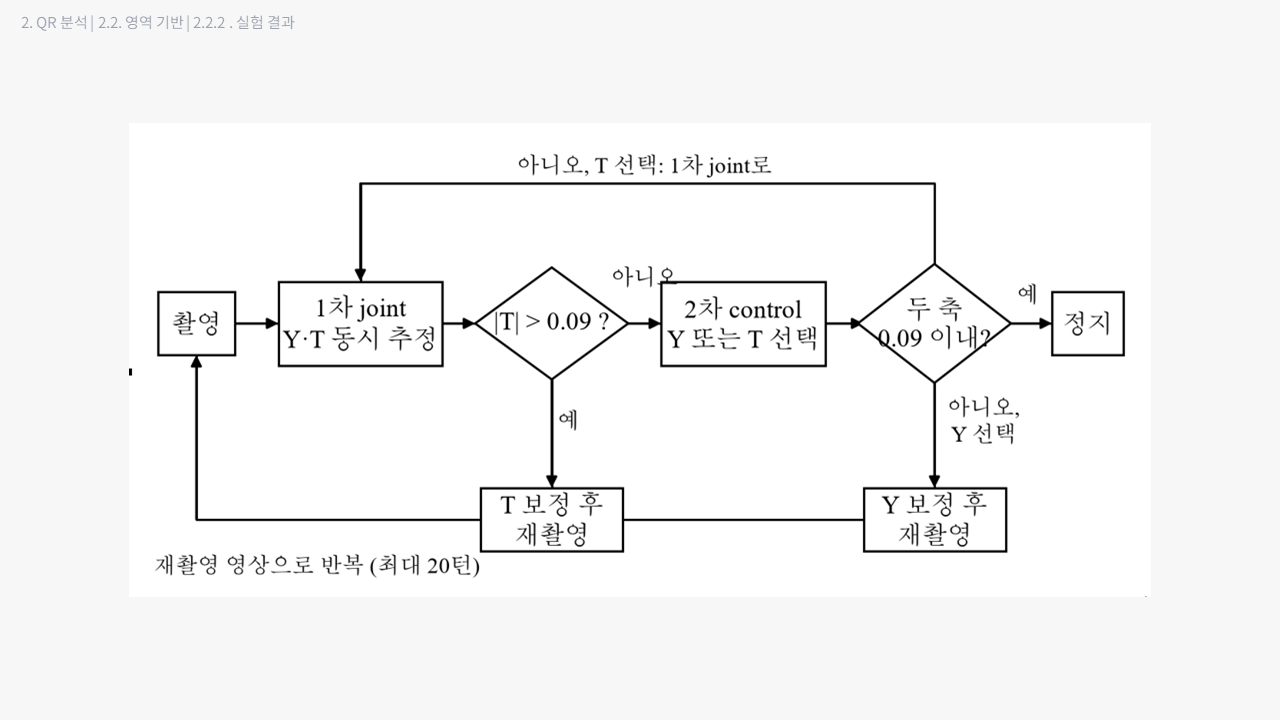 2. QR 분석 | 2.2. 영역 기반 | 2.2.2 . 실험 결과
아니오, T 선택: 1차 joint로
촬영
1차 joint
Y·T 동시 추정
|T| > 0.09 ?
아니오
2차 control
Y 또는 T 선택
두 축
0.09 이내?
예
정지
예
아니오,
Y 선택
T 보정 후
재촬영
Y 보정 후
재촬영
재촬영 영상으로 반복 (최대 20턴)